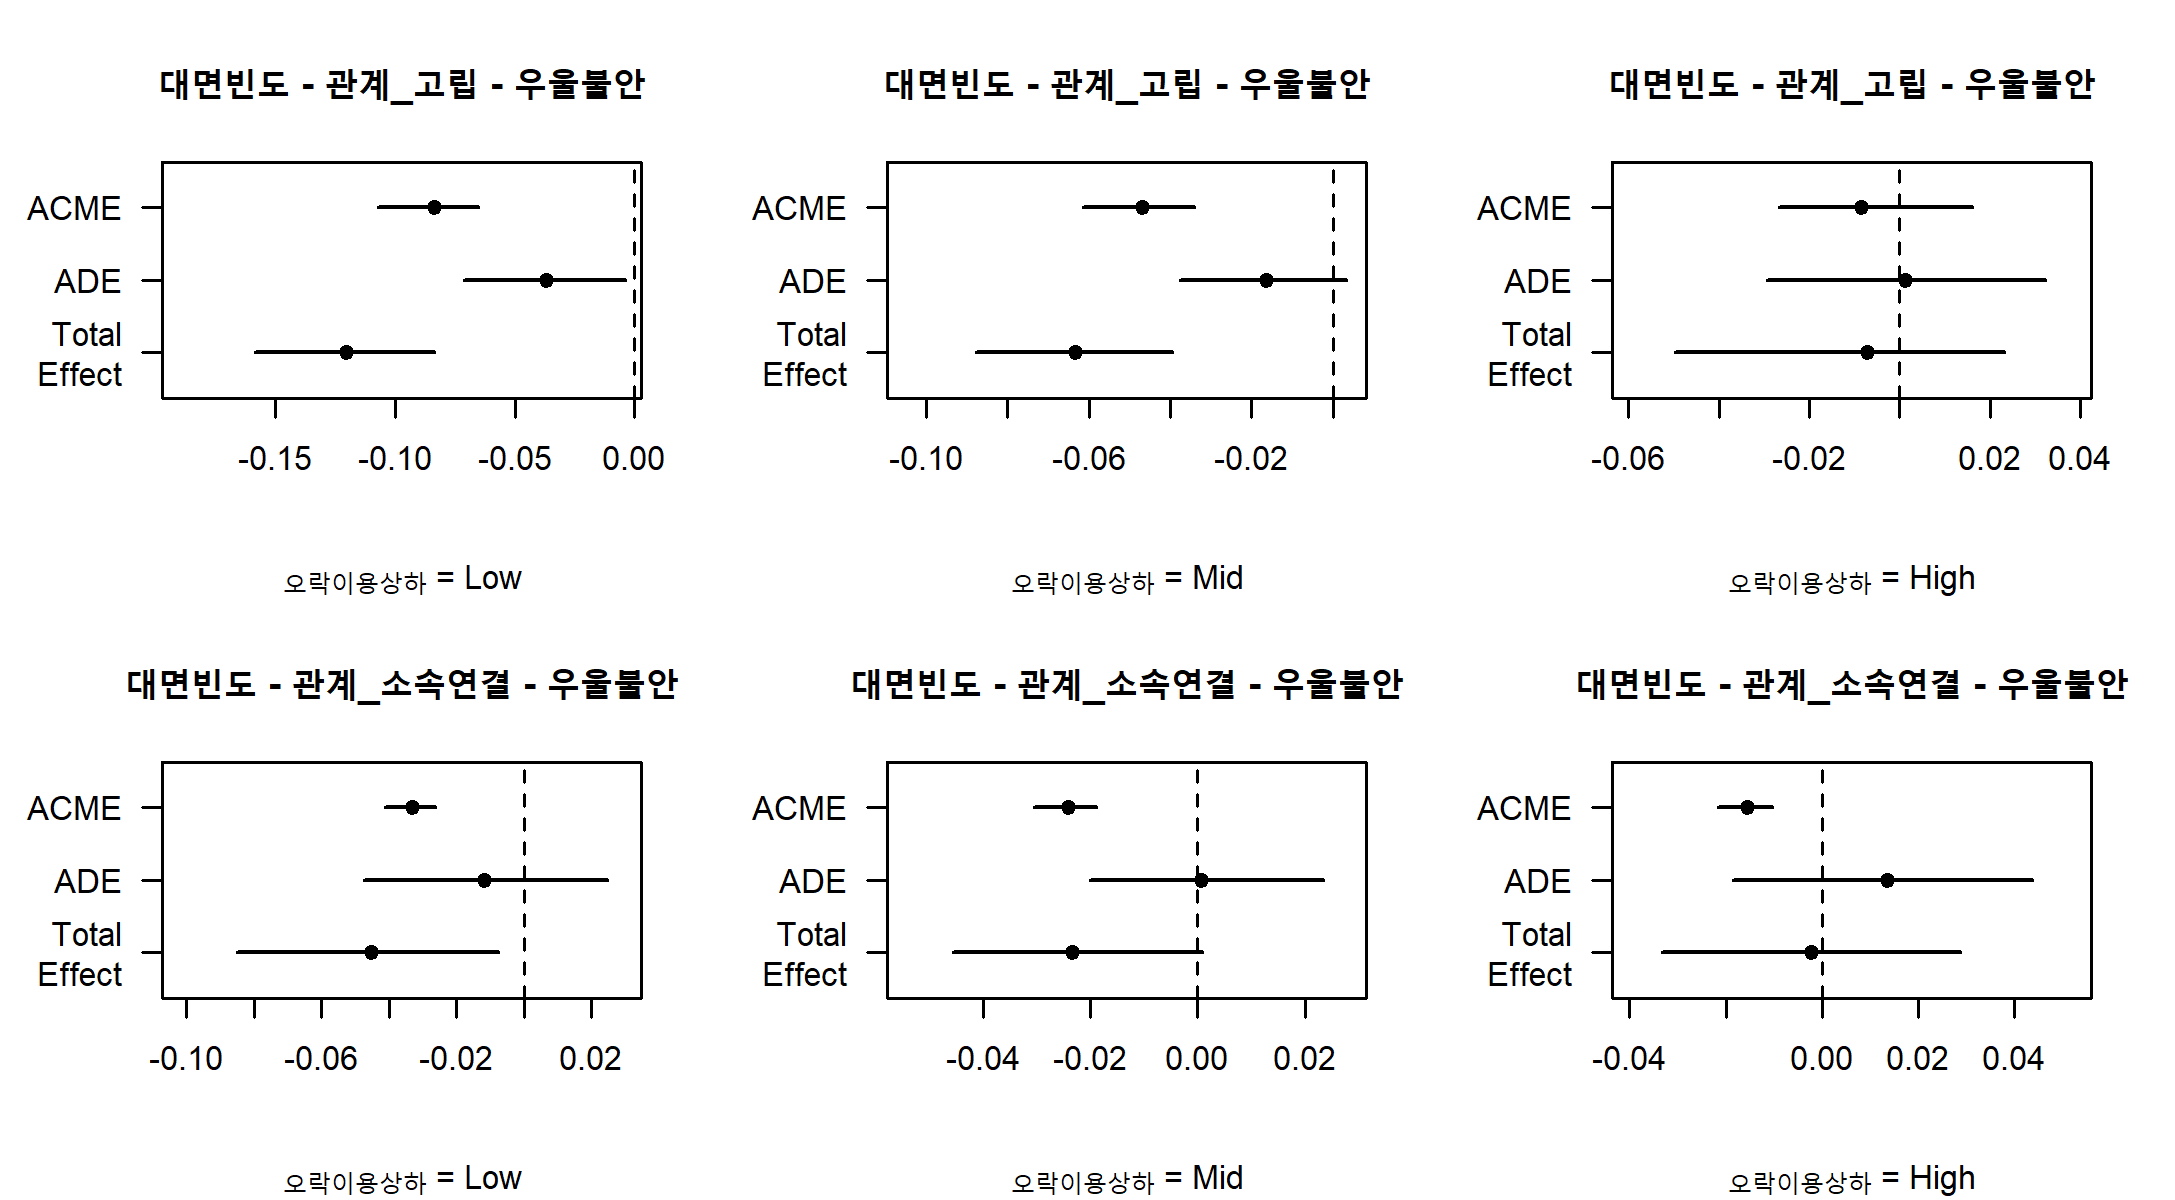 대면빈도 - 관계_고립 - 우울불안
ACME
ADE
Total
Effect
-0.15 -0.10 -0.05 0.00
오락이용상하 = Low
대면빈도 - 관계_고립 - 우울불안
ACME
ADE
Total
Effect
-0.10 -0.06 -0.02
오락이용상하 = Mid
대면빈도 - 관계_고립 - 우울불안
ACME
ADE
Total
Effect
-0.06 -0.02 0.02 0.04
오락이용상하 = High
대면빈도 - 관계_소속연결 - 우울불안
ACME
ADE
Total
Effect
-0.10 -0.06 -0.02 0.02
오락이용상하 = Low
대면빈도 - 관계_소속연결 - 우울불안
ACME
ADE
Total
Effect
-0.04 -0.02 0.00 0.02
오락이용상하 = Mid
대면빈도 - 관계_소속연결 - 우울불안
ACME
ADE
Total
Effect
-0.04 0.00 0.02 0.04
오락이용상하 = High